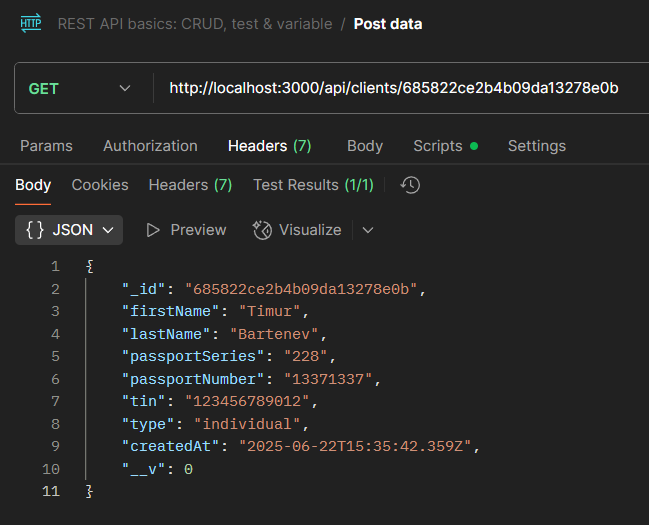 HTTP REST API basics: CRUD, test & variable / Post data
GET http://localhost:3000/api/clients/685822ce2b4b09da13278e0b
Params Authorization Headers (7) Body Scripts Settings
Body Cookies Headers (7) Test Results (1/1)
{} JSON Preview Visualize
1 {
2 "_id": "685822ce2b4b09da13278e0b",
3 "firstName": "Timur",
4 "lastName": "Bartenev",
5 "passportSeries": "228",
6 "passportNumber": "13371337",
7 "tin": "123456789012",
8 "type": "individual",
9 "createdAt": "2025-06-22T15:35:42.359Z",
10 "__v": 0
11 }